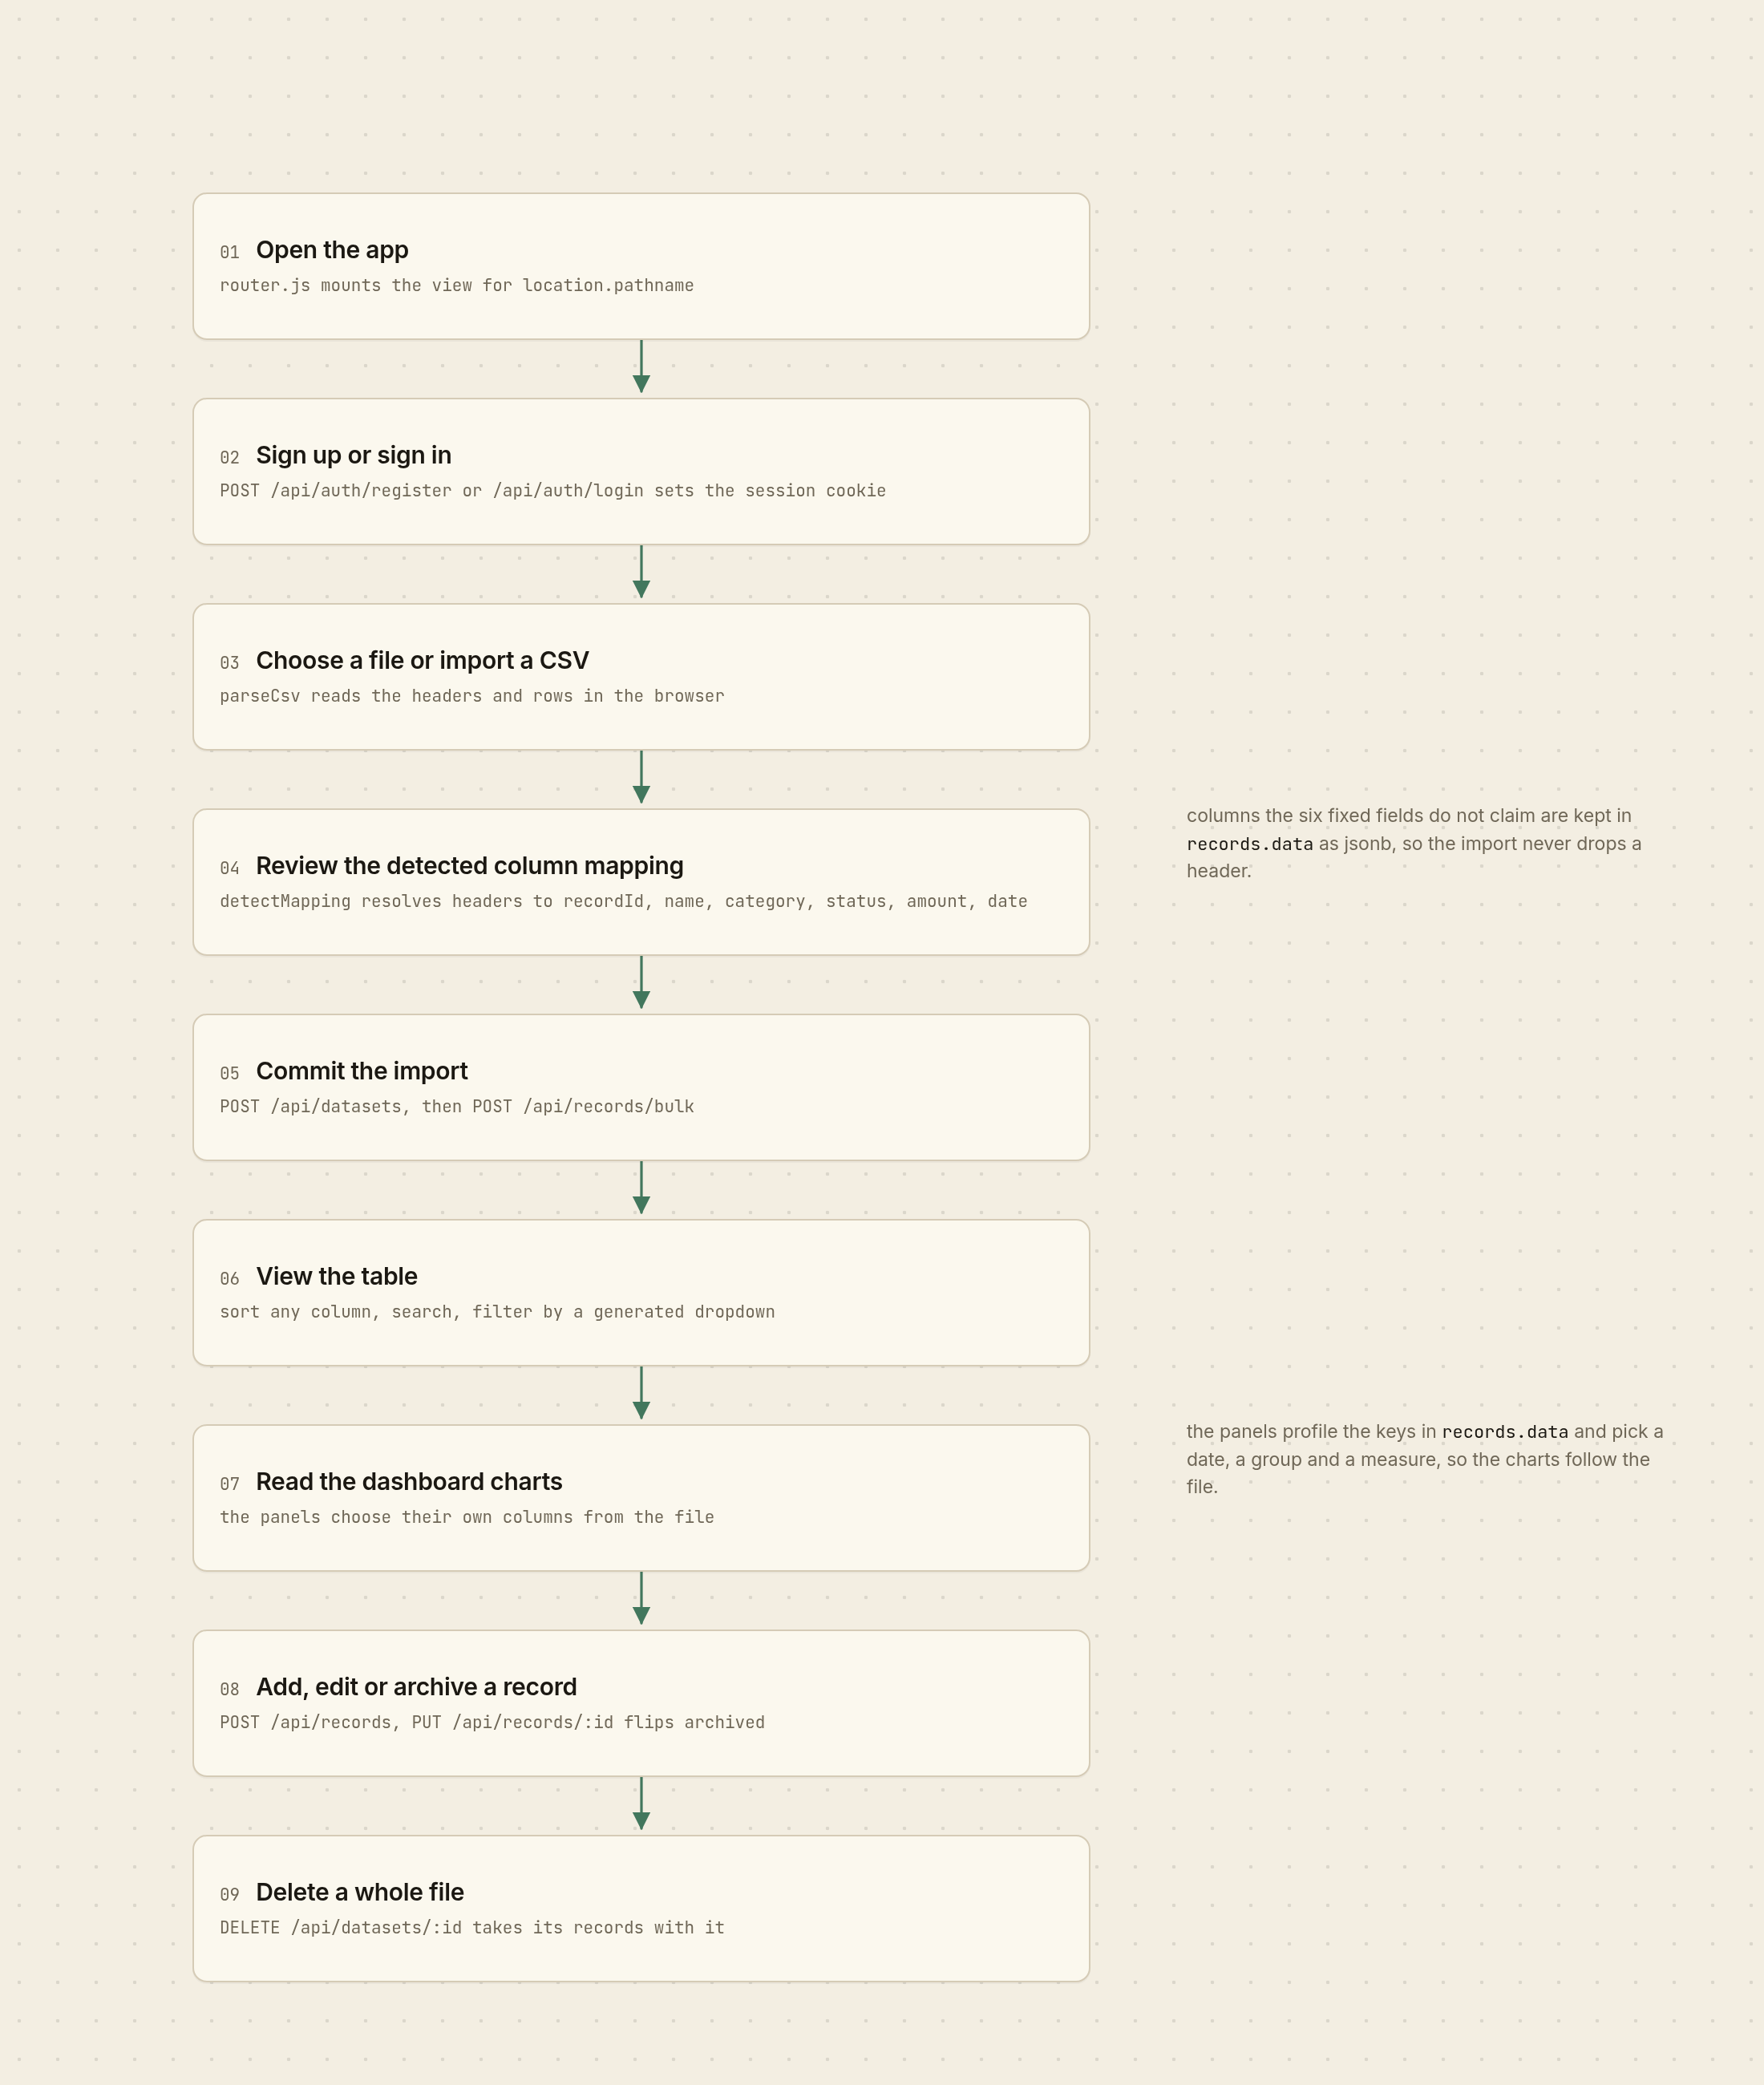 01 Open the app
router.js mounts the view for location.pathname
02 Sign up or sign in
POST /api/auth/register or /api/auth/login sets the session cookie
03 Choose a file or import a CSV
parseCsv reads the headers and rows in the browser
04 Review the detected column mapping
detectMapping resolves headers to recordId, name, category, status, amount, date
columns the six fixed fields do not claim are kept in
records.data as jsonb, so the import never drops a
header.
05 Commit the import
POST /api/datasets, then POST /api/records/bulk
06 View the table
sort any column, search, filter by a generated dropdown
07 Read the dashboard charts
the panels choose their own columns from the file
the panels profile the keys in records.data and pick a
date, a group and a measure, so the charts follow the
file.
08 Add, edit or archive a record
POST /api/records, PUT /api/records/:id flips archived
09 Delete a whole file
DELETE /api/datasets/:id takes its records with it